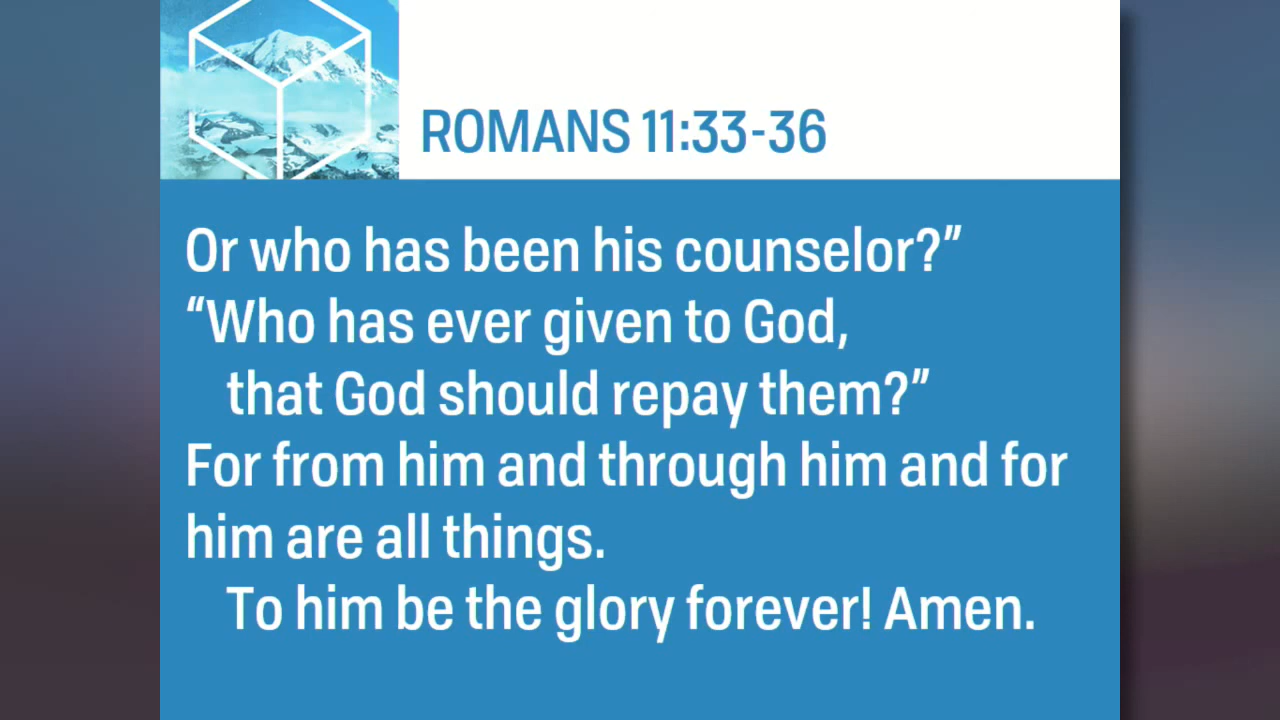 ROMANS 11:33-36
Or who has been his counselor?”
“Who has ever given to God,
that God should repay them?”
For from him and through him and for
him are all things.
To him be the glory forever! Amen.